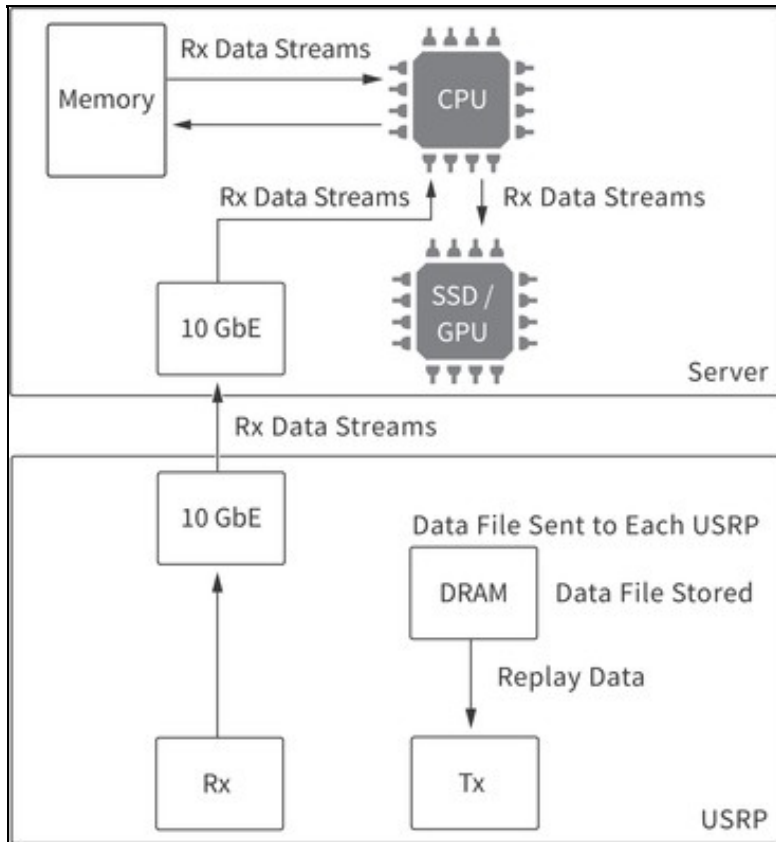 Rx Data Streams
Memory
CPU
Rx Data Streams
Rx Data Streams
10 GbE
SSD /
GPU
Server
Rx Data Streams
10 GbE
Data File Sent to Each USRP
DRAM
Data File Stored
Replay Data
Rx
Tx
USRP